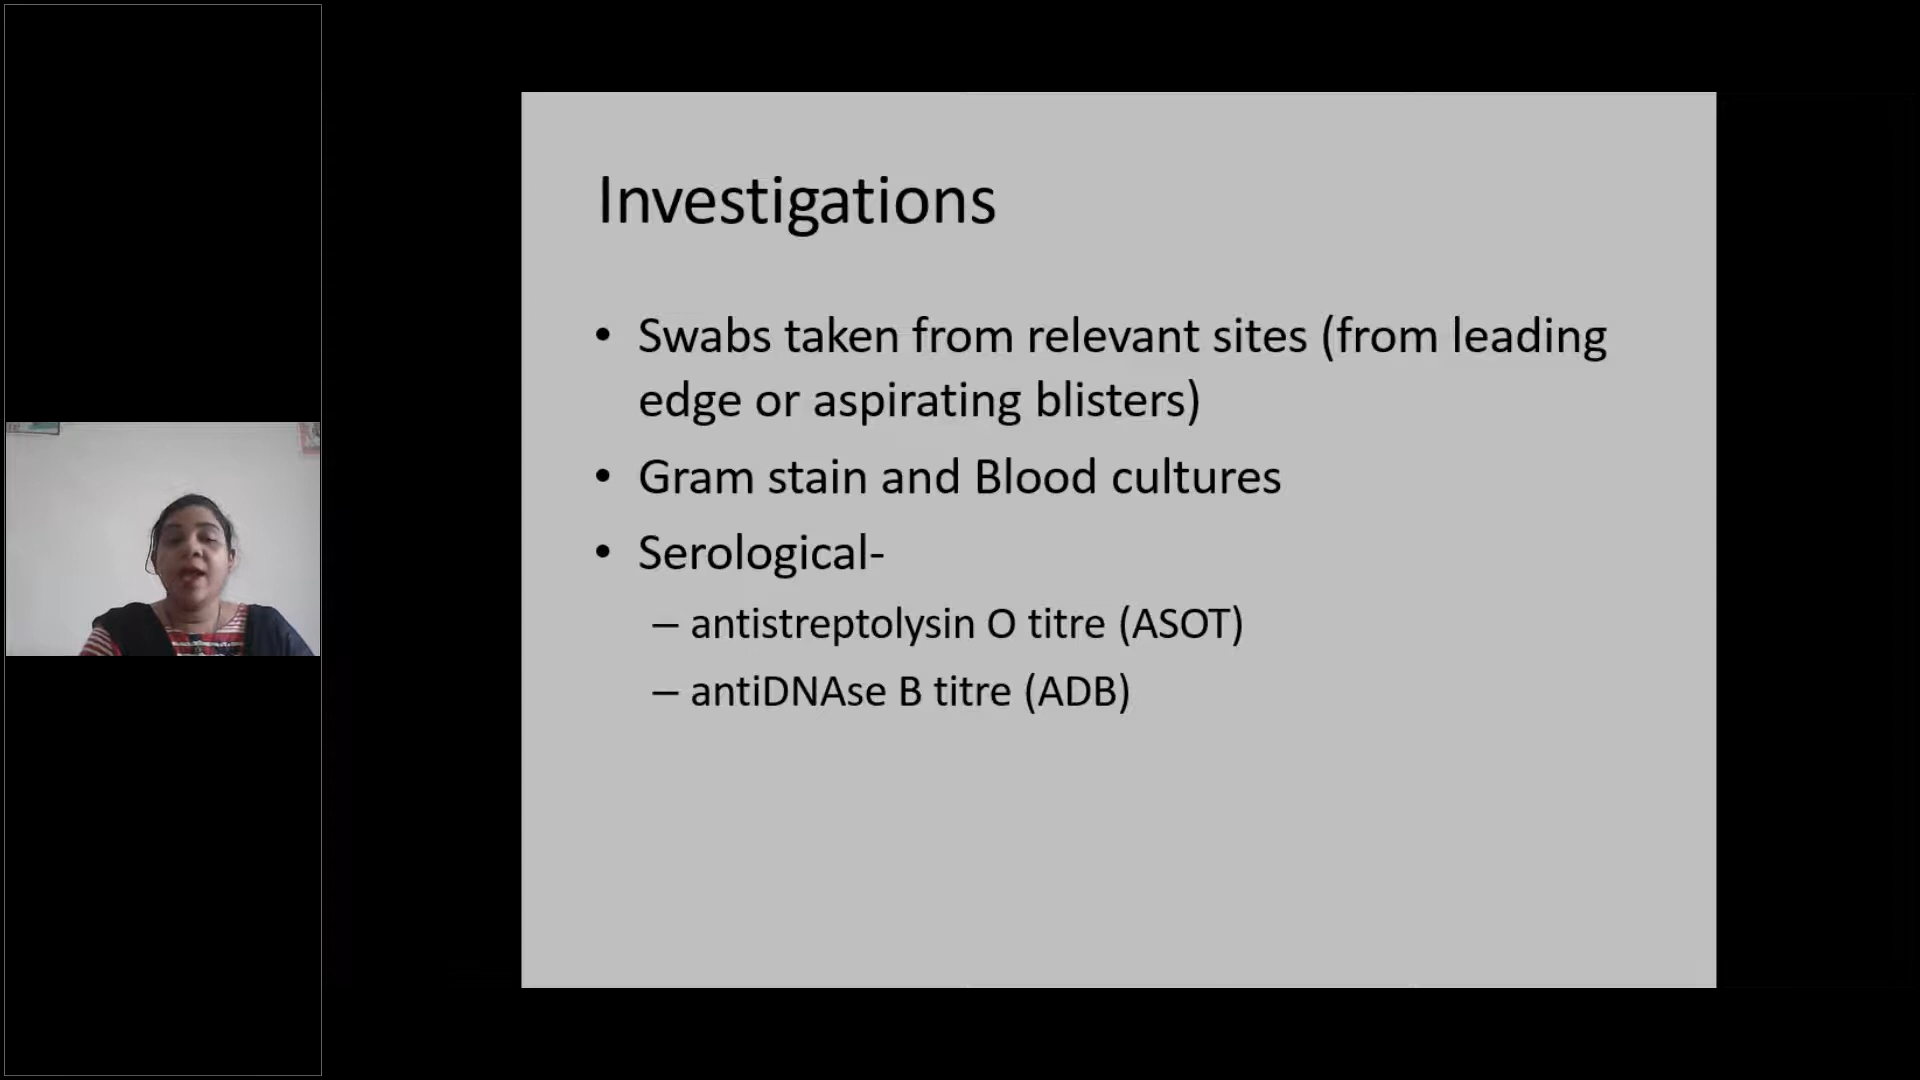 Investigations
• Swabs taken from relevant sites (from leading
edge or aspirating blisters)
• Gram stain and Blood cultures
• Serological-
– antistreptolysin O titre (ASOT)
– antiDNAse B titre (ADB)